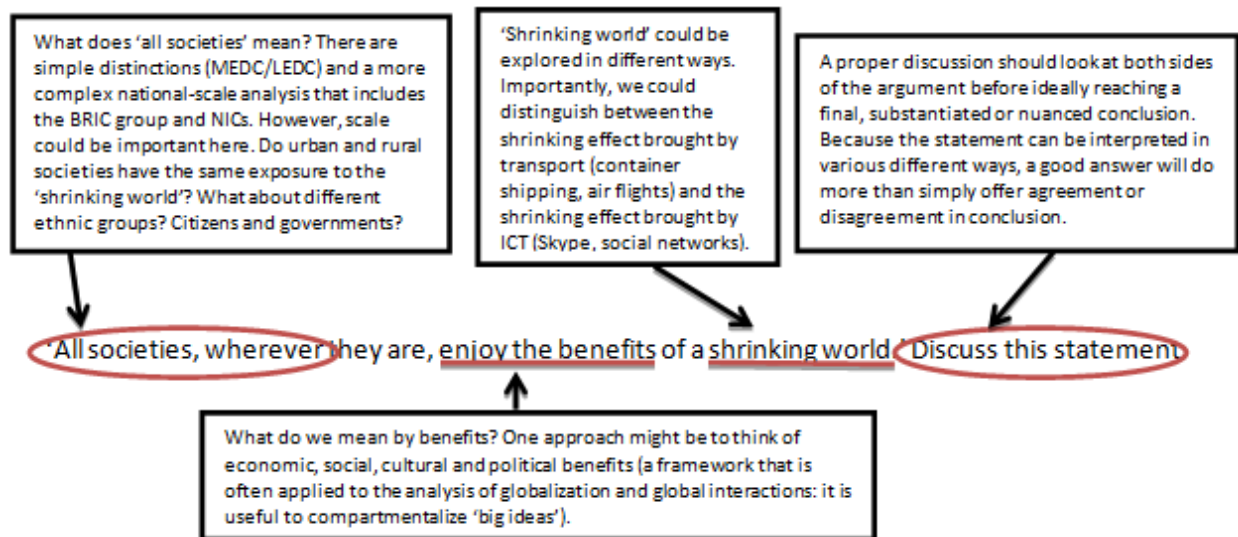 What does 'all societies' mean? There are
simple distinctions (MEDC/LEDC) and a more
complex national-scale analysis that includes
the BRIC group and NICs. However, scale
could be important here. Do urban and rural
societies have the same exposure to the
'shrinking world'? What about different
ethnic groups? Citizens and governments?
'Shrinking world' could be
explored in different ways.
Importantly, we could
distinguish between the
shrinking effect brought by
transport (container
shipping, air flights) and the
shrinking effect brought by
ICT (Skype, social networks).
A proper discussion should look at both sides
of the argument before ideally reaching a
final, substantiated or nuanced conclusion.
Because the statement can be interpreted in
various different ways, a good answer will do
more than simply offer agreement or
disagreement in conclusion.
'All societies, wherever they are, enjoy the benefits of a shrinking world.' Discuss this statement
What do we mean by benefits? One approach might be to think of
economic, social, cultural and political benefits (a framework that is
often applied to the analysis of globalization and global interactions: it is
useful to compartmentalize 'big ideas').